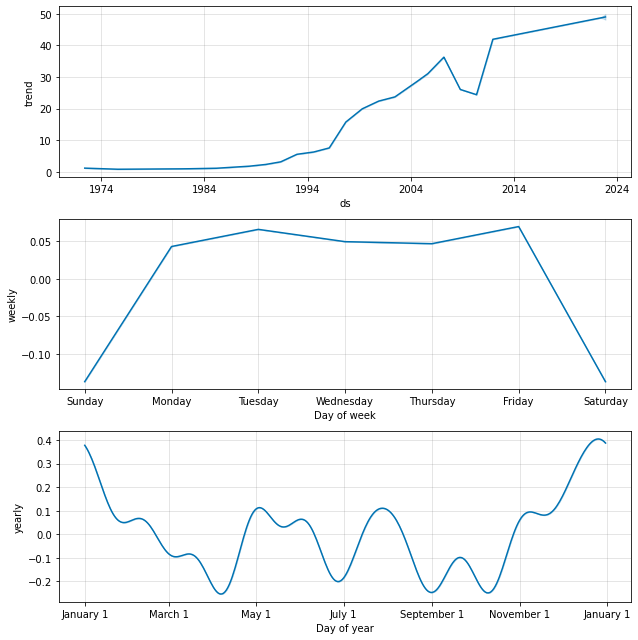 50
40
30
20
10
0
trend
1974 1984 1994 2004 2014 2024
ds
0.05
0.00
−0.05
−0.10
weekly
Sunday Monday Tuesday Wednesday Thursday Friday Saturday
Day of week
0.4
0.3
0.2
0.1
0.0
−0.1
−0.2
yearly
January 1 March 1 May 1 July 1 September 1 November 1 January 1
Day of year